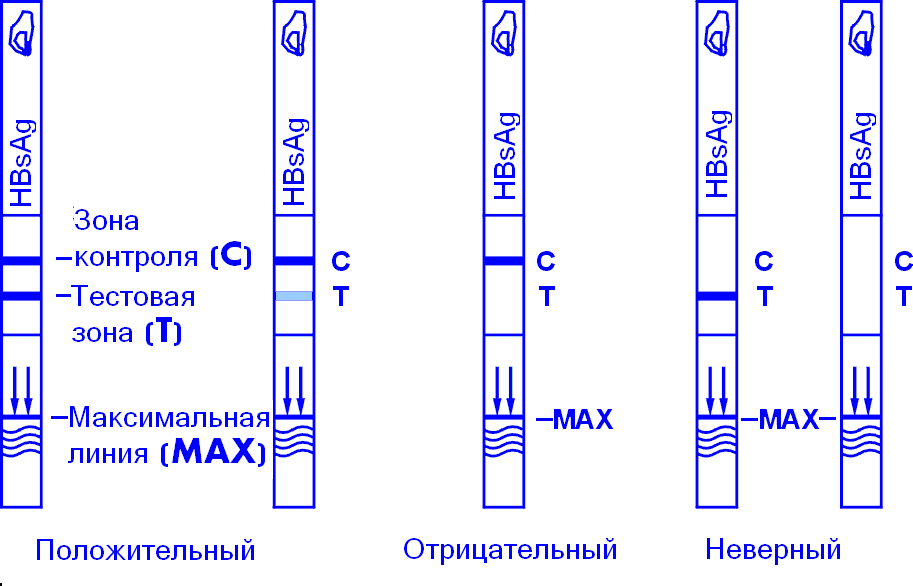 HBsAg
HBsAg
HBsAg
HBsAg
HBsAg
Зона
контроля (C)
Тестовая
зона (T)
C
T
C
T
C
T
C
T
Максимальная
линия (MAX)
MAX
MAX
Положительный
Отрицательный
Неверный